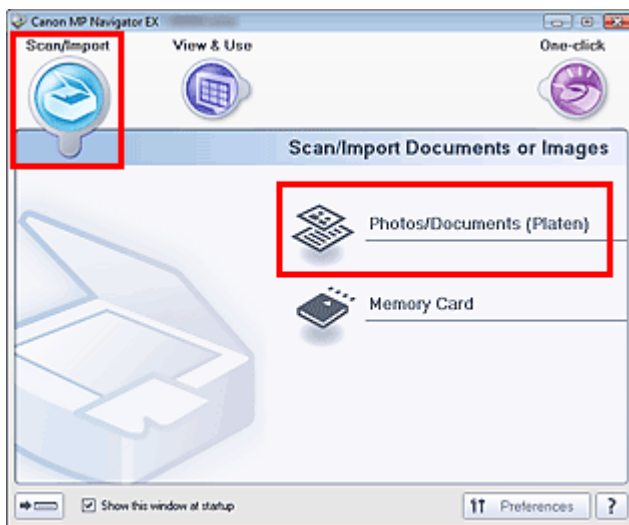 Canon MP Navigator EX
Scan/Import View & Use One-click
Scan/Import Documents or Images
Photos/Documents (Platen)
Memory Card
Show this window at startup Preferences ?